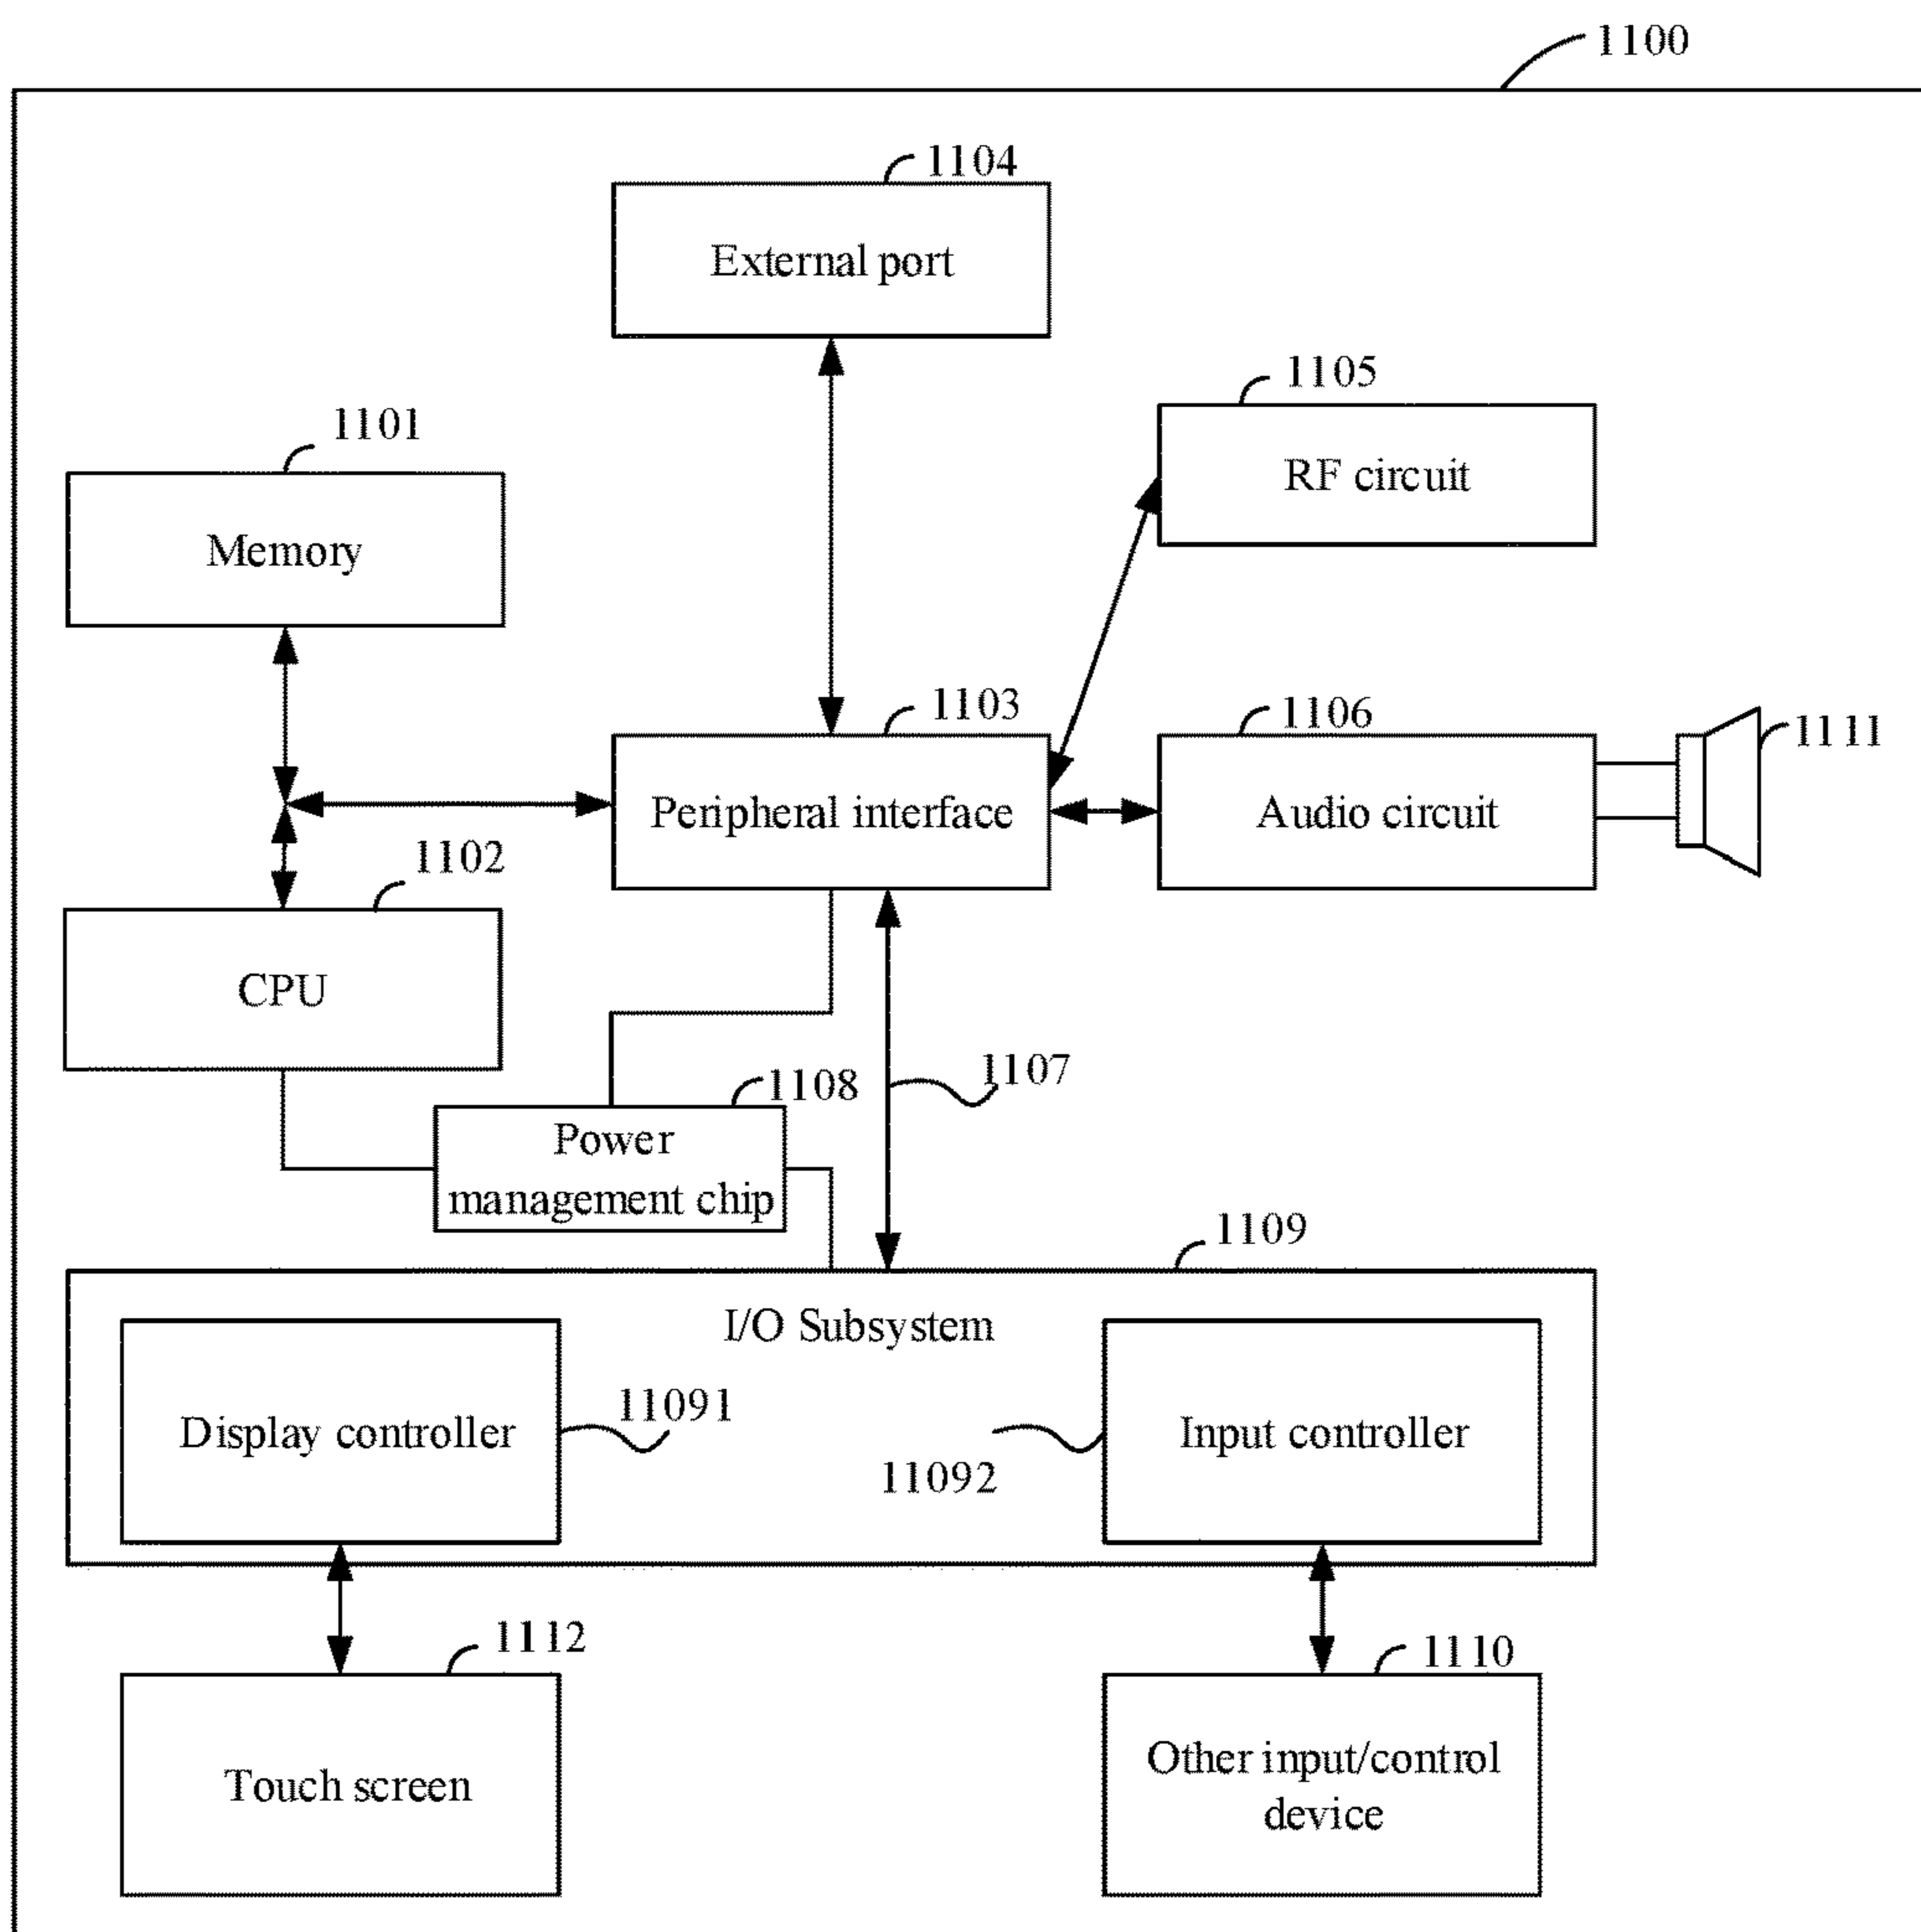 1100
1104
External port
1105
RF circuit
1101
Memory
1103
Peripheral interface
1106
Audio circuit
1111
1102
CPU
1107
1108
Power
management chip
1109
I/O Subsystem
11091
Display controller
11092
Input controller
1112
Touch screen
1110
Other input/control
device